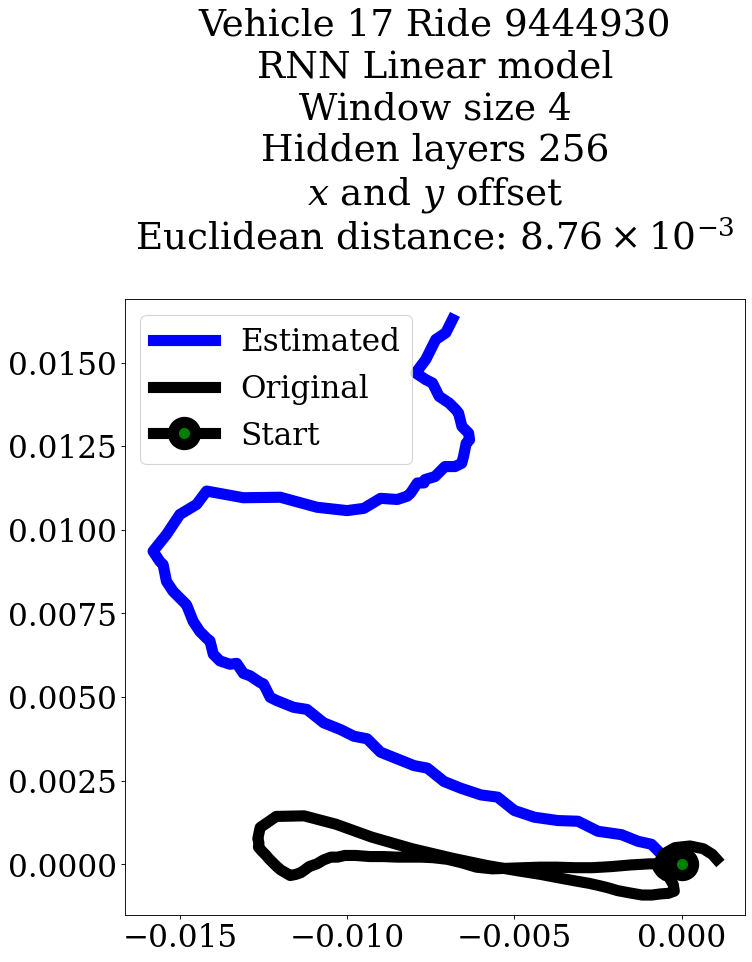 Vehicle 17 Ride 9444930
RNN Linear model
Window size 4
Hidden layers 256
x and y offset
Euclidean distance: 8.76 × 10⁻³
Estimated
Original
Start
0.0150
0.0125
0.0100
0.0075
0.0050
0.0025
0.0000
−0.015 −0.010 −0.005 0.000